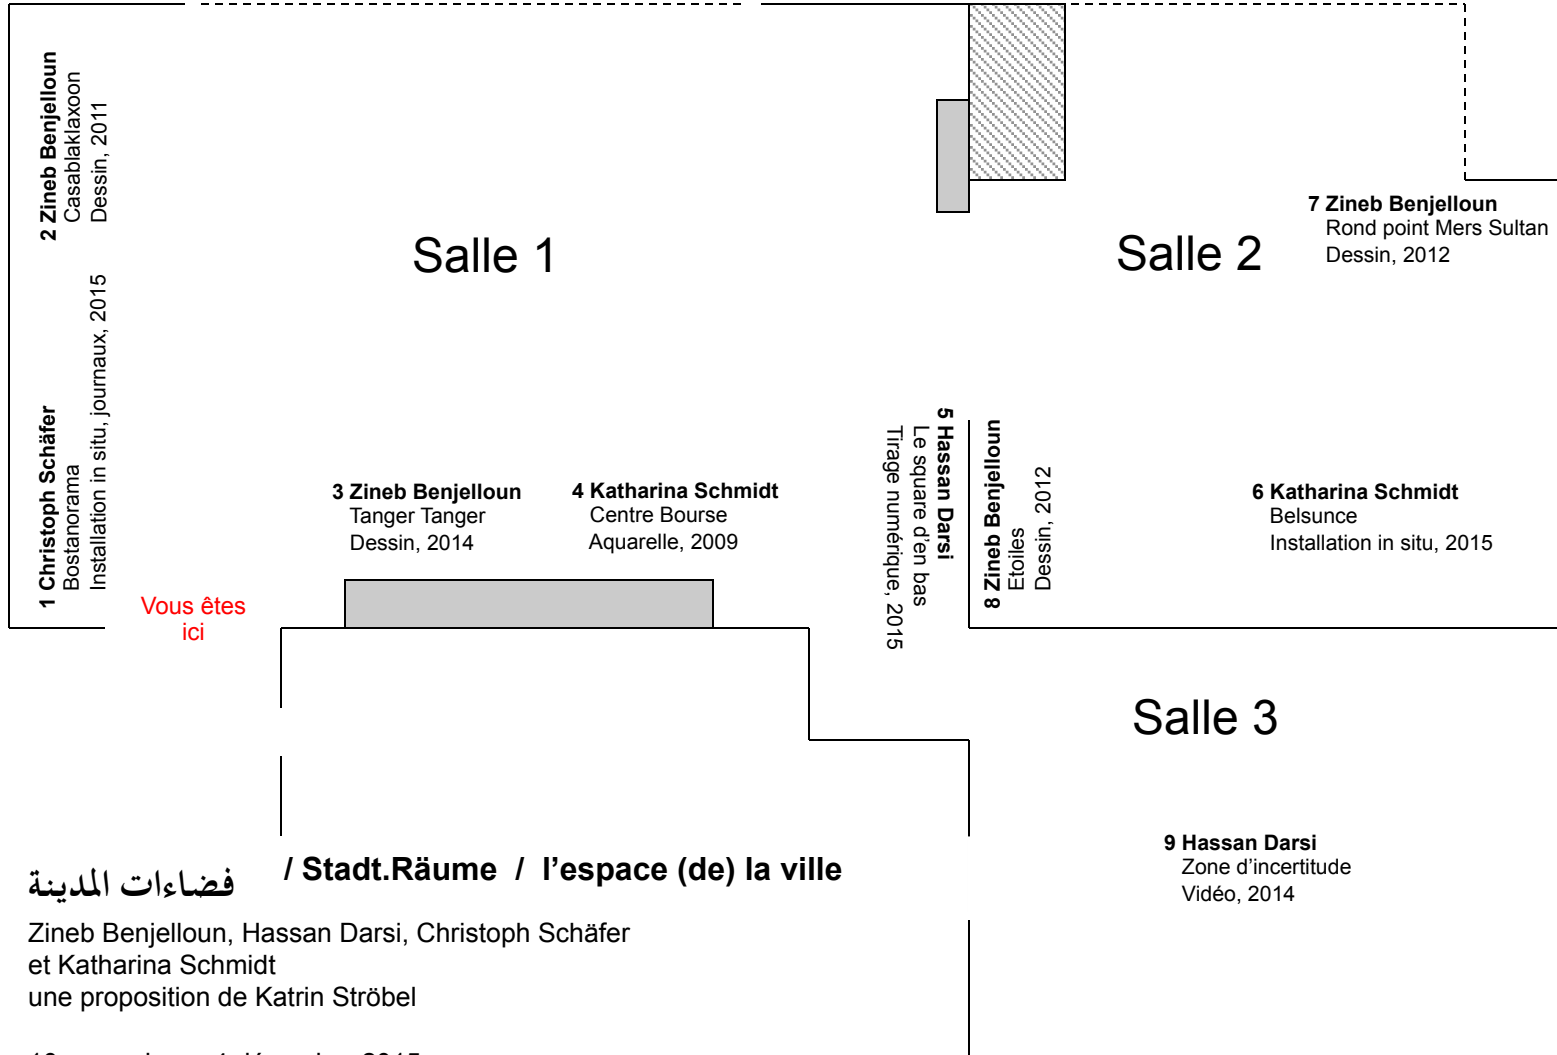 2 Zineb Benjelloun
Casablaklaxoon
Dessin, 2011
1 Christoph Schäfer
Bostanorama
Installation in situ, journaux, 2015
Salle 1
Vous êtes
ici
3 Zineb Benjelloun
Tanger Tanger
Dessin, 2014
4 Katharina Schmidt
Centre Bourse
Aquarelle, 2009
5 Hassan Darsi
Le square d'en bas
Tirage numérique, 2015
Salle 2
7 Zineb Benjelloun
Rond point Mers Sultan
Dessin, 2012
8 Zineb Benjelloun
Etoiles
Dessin, 2012
6 Katharina Schmidt
Belsunce
Installation in situ, 2015
Salle 3
9 Hassan Darsi
Zone d'incertitude
Vidéo, 2014
فضاءات المدينة / Stadt.Räume / l'espace (de) la ville
Zineb Benjelloun, Hassan Darsi, Christoph Schäfer
et Katharina Schmidt
une proposition de Katrin Ströbel